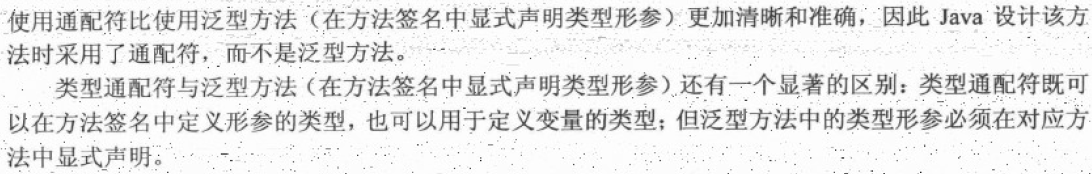 使用通配符比使用泛型方法（在方法签名中显式声明类型形参）更加清晰和准确，因此 Java 设计该方
法时采用了通配符，而不是泛型方法。
类型通配符与泛型方法（在方法签名中显式声明类型形参）还有一个显著的区别：类型通配符既可
以在方法签名中定义形参的类型，也可以用于定义变量的类型；但泛型方法中的类型形参必须在对应方
法中显式声明。